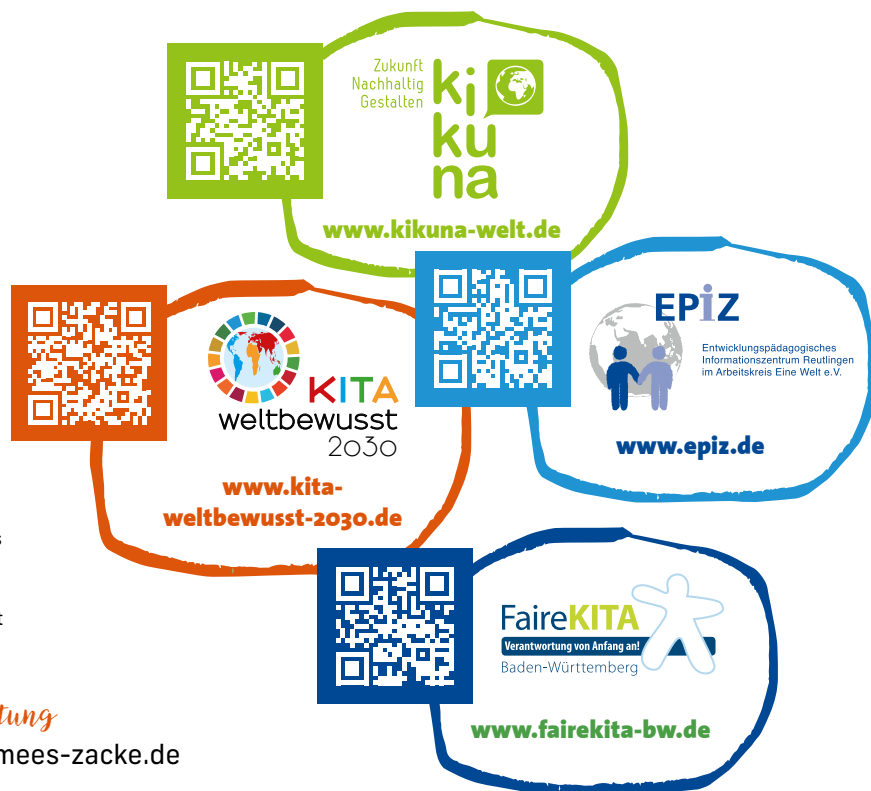 Zukunft
Nachhaltig
Gestalten
ki
ku
na
www.kikuna-welt.de
EPiZ
Entwicklungspädagogisches
Informationszentrum Reutlingen
im Arbeitskreis Eine Welt e.V.
www.epiz.de
KITA
weltbewusst
2030
www.kita-
weltbewusst-2030.de
FaireKITA
Verantwortung von Anfang an!
Baden-Württemberg
www.fairekita-bw.de
s
t
tung
mees-zacke.de